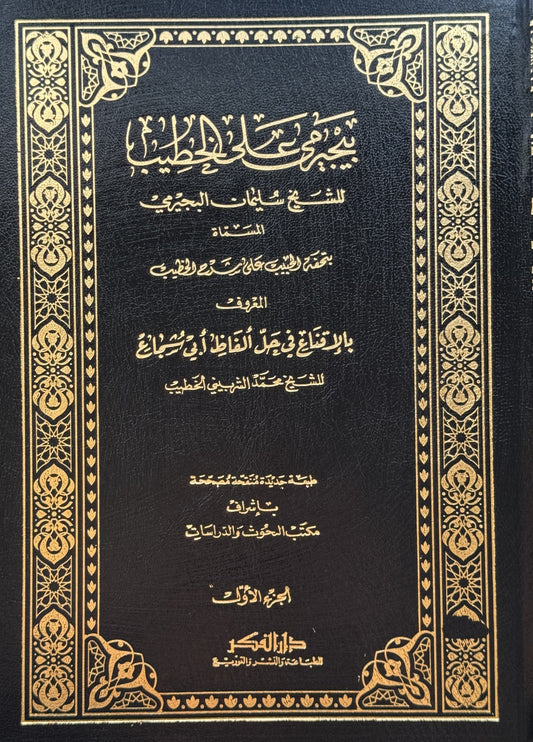 بيجيرمي على الخطيب
للشيخ سليمان البجيرمي
المسماة
بتحفة الحبيب على شرح الخطيب
المعروف
بالإقناع في حل ألفاظ أبي شجاع
للشيخ محمد الشربيني الخطيب
طبعة جديدة منقحة مصححة
بإشراف
مكتب البحوث والدراسات
الجزء الأول
دار الفكر
للطباعة والنشر والتوزيع